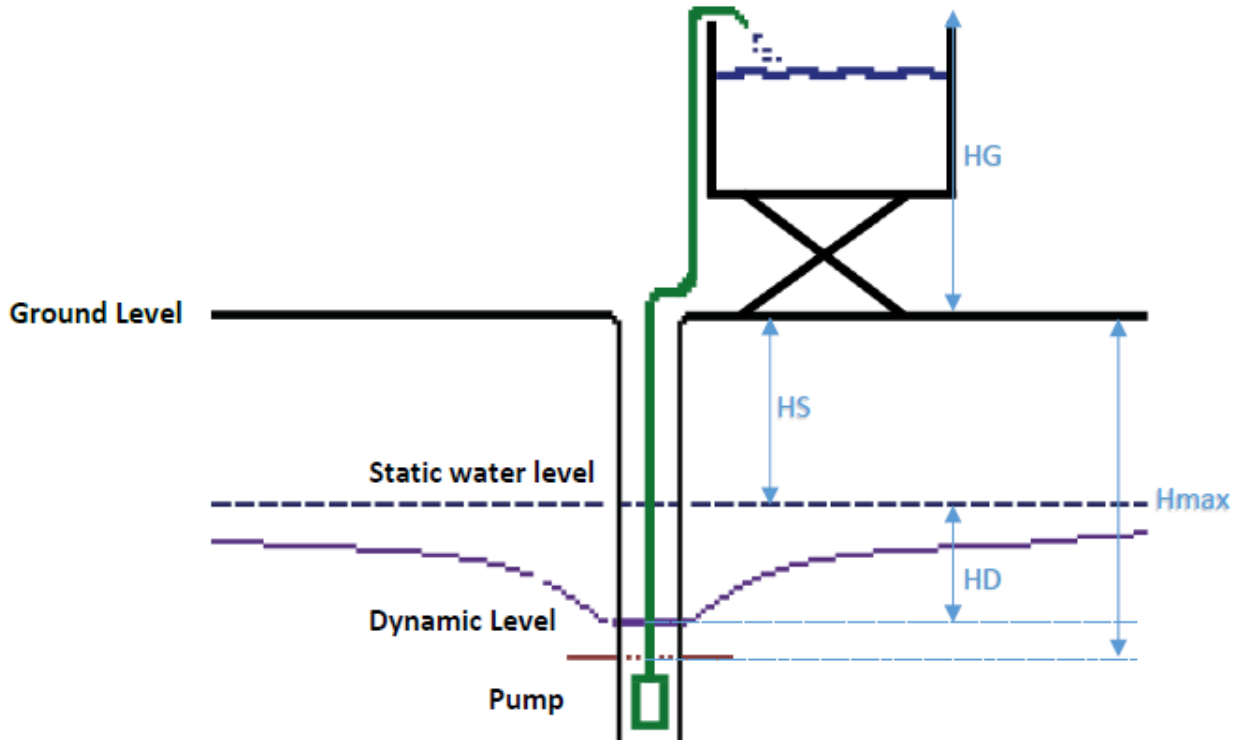 HG
Ground Level
HS
Static water level
Hmax
HD
Dynamic Level
Pump